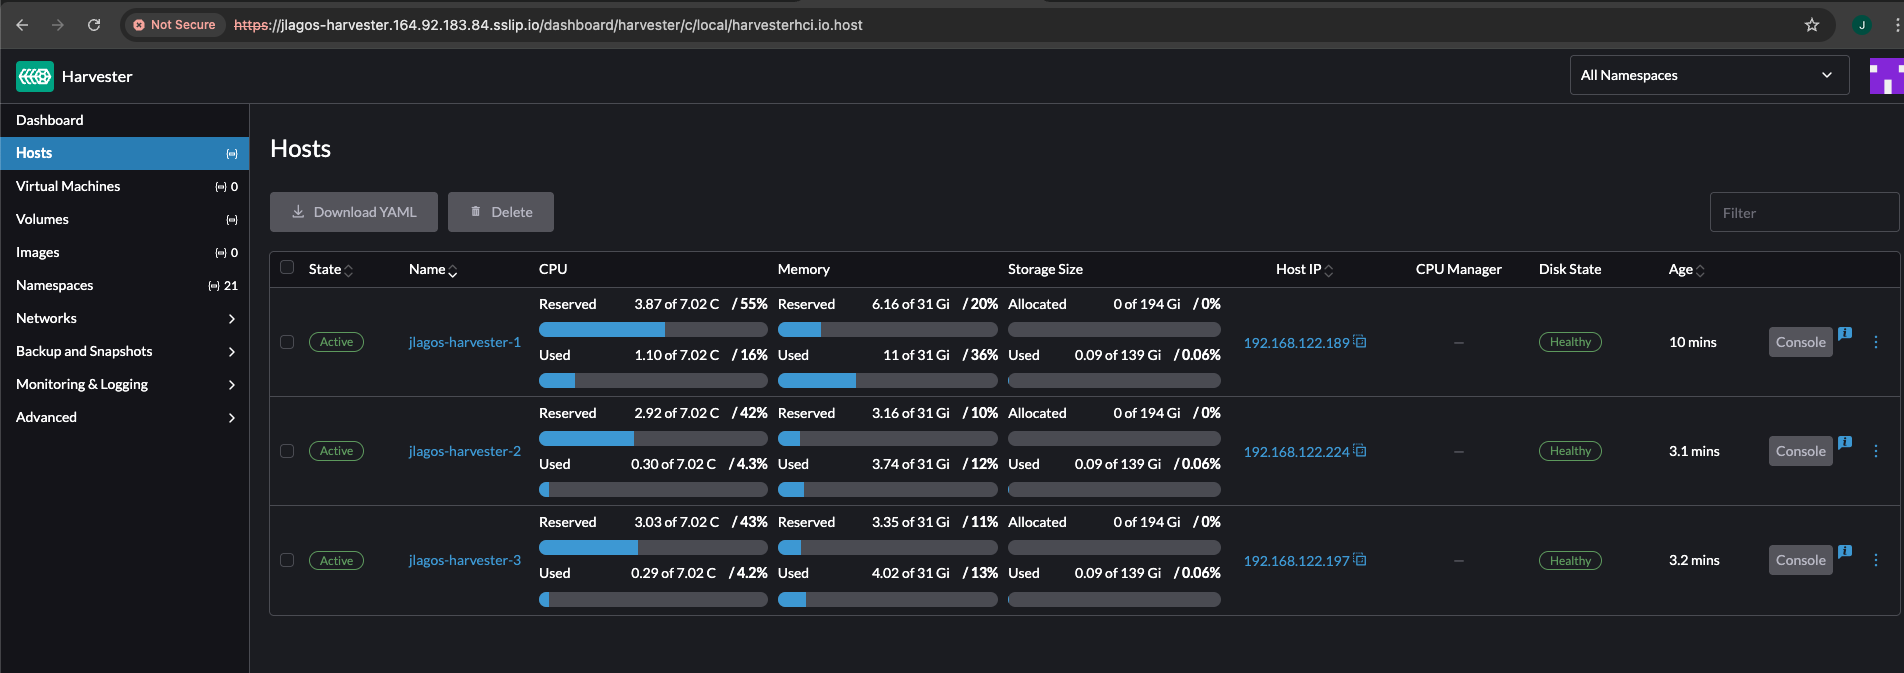 Not Secure https://jlagos-harvester.164.92.183.84.sslip.io/dashboard/harvester/c/local/harvesterhci.io.host J
Harvester All Namespaces
Dashboard
Hosts
Virtual Machines 0
Volumes
Images 0
Namespaces 21
Networks
Backup and Snapshots
Monitoring & Logging
Advanced
Hosts
Download YAML Delete Filter
State Name CPU Memory Storage Size Host IP CPU Manager Disk State Age
Reserved 3.87 of 7.02 C / 55% Reserved 6.16 of 31 Gi / 20% Allocated 0 of 194 Gi / 0%
Active jlagos-harvester-1 192.168.122.189 — Healthy 10 mins Console
Used 1.10 of 7.02 C / 16% Used 11 of 31 Gi / 36% Used 0.09 of 139 Gi / 0.06%
Reserved 2.92 of 7.02 C / 42% Reserved 3.16 of 31 Gi / 10% Allocated 0 of 194 Gi / 0%
Active jlagos-harvester-2 192.168.122.224 — Healthy 3.1 mins Console
Used 0.30 of 7.02 C / 4.3% Used 3.74 of 31 Gi / 12% Used 0.09 of 139 Gi / 0.06%
Reserved 3.03 of 7.02 C / 43% Reserved 3.35 of 31 Gi / 11% Allocated 0 of 194 Gi / 0%
Active jlagos-harvester-3 192.168.122.197 — Healthy 3.2 mins Console
Used 0.29 of 7.02 C / 4.2% Used 4.02 of 31 Gi / 13% Used 0.09 of 139 Gi / 0.06%